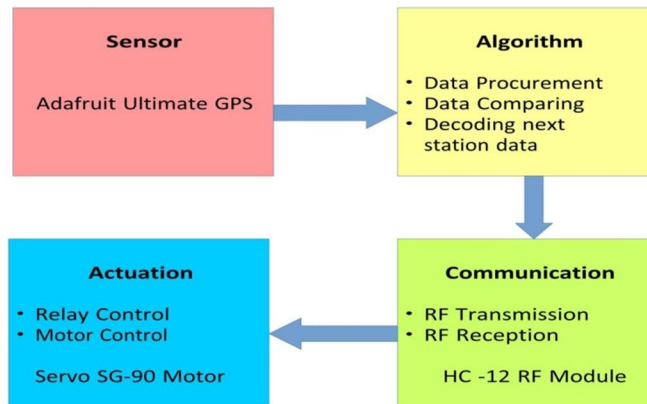 Sensor
Adafruit Ultimate GPS
Algorithm
• Data Procurement
• Data Comparing
• Decoding next
station data
Actuation
• Relay Control
• Motor Control
Servo SG-90 Motor
Communication
• RF Transmission
• RF Reception
HC -12 RF Module